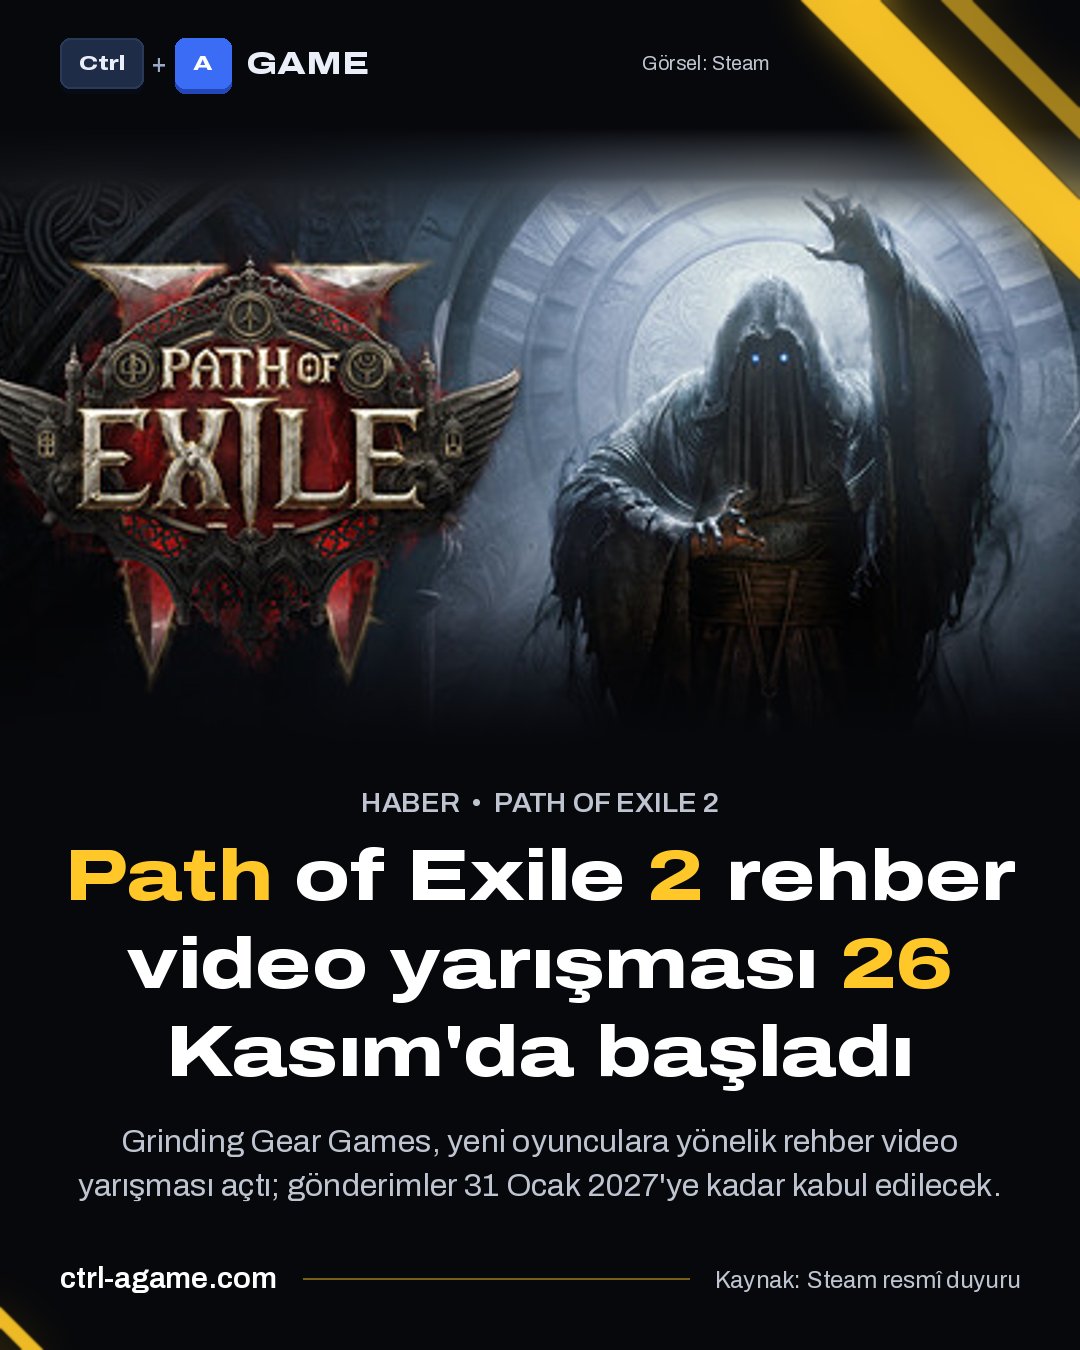 Ctrl + A GAME
Görsel: Steam
PATH OF
EXILE
HABER • PATH OF EXILE 2
Path of Exile 2 rehber
video yarışması 26
Kasım'da başladı
Grinding Gear Games, yeni oyunculara yönelik rehber video
yarışması açtı; gönderimler 31 Ocak 2027'ye kadar kabul edilecek.
ctrl-agame.com
Kaynak: Steam resmî duyuru